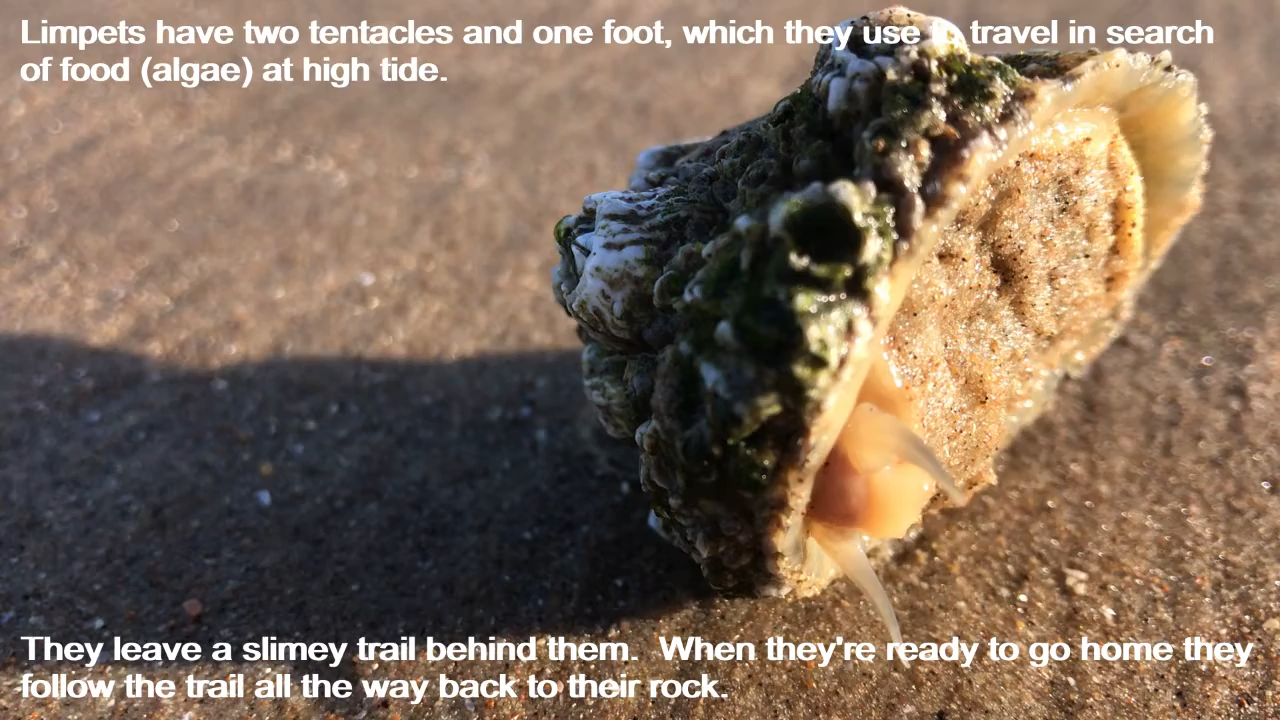 Limpets have two tentacles and one foot, which they use to travel in search
of food (algae) at high tide.
They leave a slimey trail behind them.  When they're ready to go home they
follow the trail all the way back to their rock.